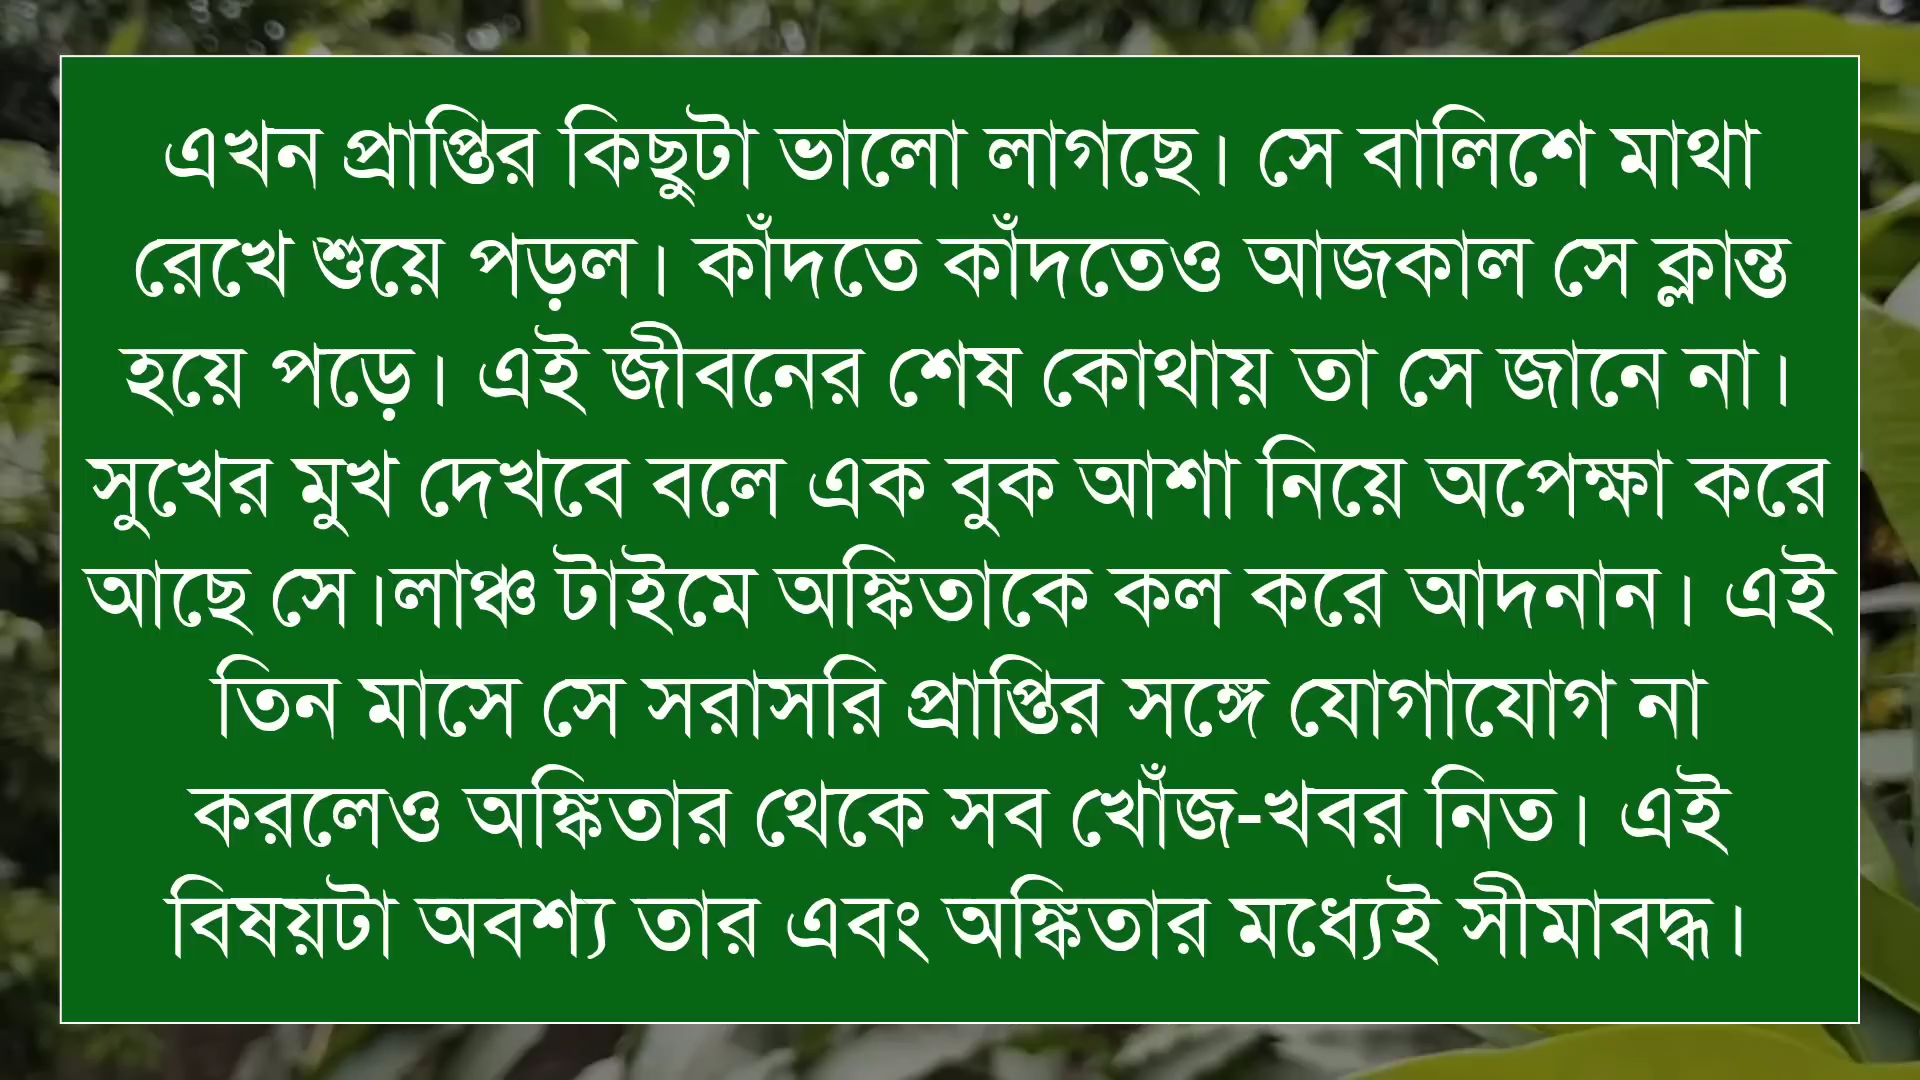 এখন প্রাপ্তির কিছুটা ভালো লাগছে। সে বালিশে মাথা
রেখে শুয়ে পড়ল। কাঁদতে কাঁদতেও আজকাল সে ক্লান্ত
হয়ে পড়ে। এই জীবনের শেষ কোথায় তা সে জানে না।
সুখের মুখ দেখবে বলে এক বুক আশা নিয়ে অপেক্ষা করে
আছে সে।লাঞ্চ টাইমে অঙ্কিতাকে কল করে আদনান। এই
তিন মাসে সে সরাসরি প্রাপ্তির সঙ্গে যোগাযোগ না
করলেও অঙ্কিতার থেকে সব খোঁজ-খবর নিত। এই
বিষয়টা অবশ্য তার এবং অঙ্কিতার মধ্যেই সীমাবদ্ধ।